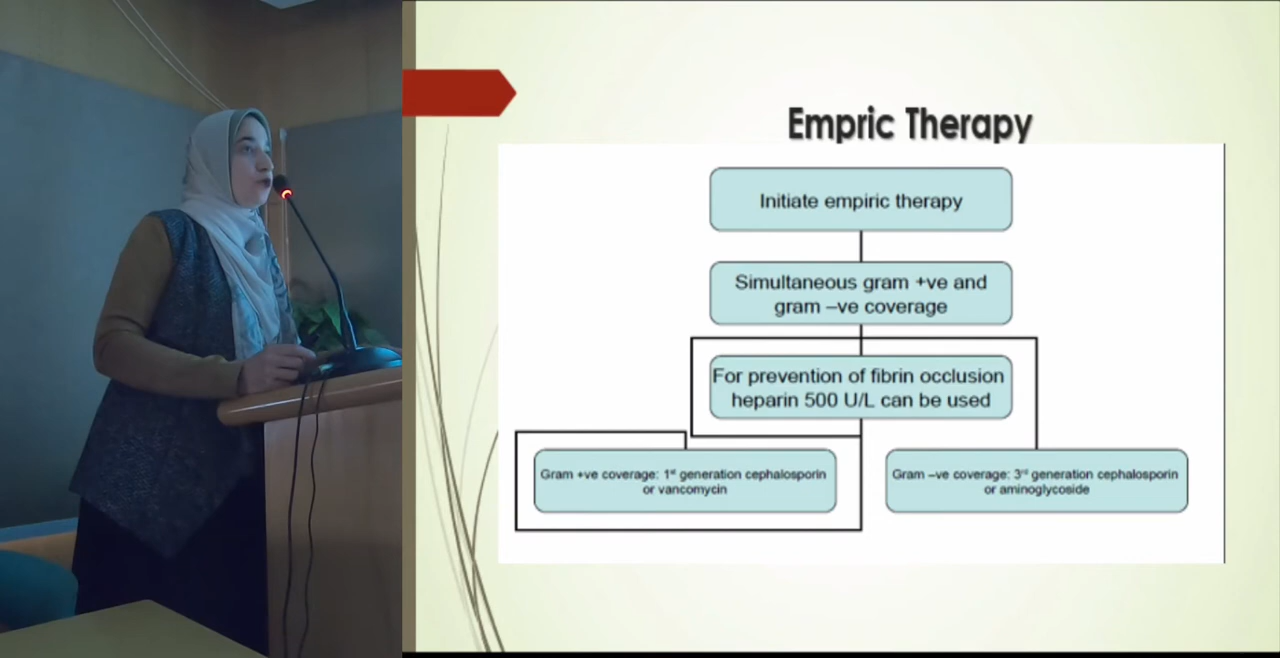 Empric Therapy
Initiate empiric therapy
Simultaneous gram +ve and
gram –ve coverage
For prevention of fibrin occlusion
heparin 500 U/L can be used
Gram +ve coverage: 1st generation cephalosporin
or vancomycin
Gram –ve coverage: 3rd generation cephalosporin
or aminoglycoside